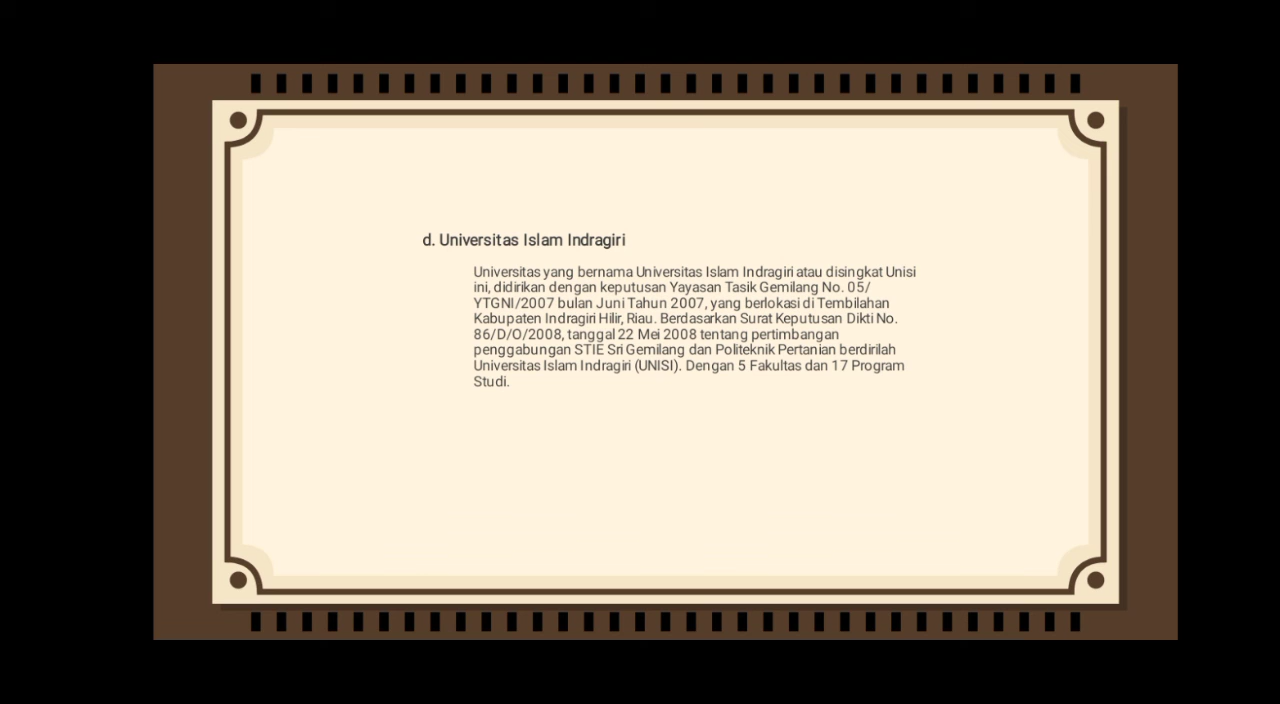 d. Universitas Islam Indragiri
Universitas yang bernama Universitas Islam Indragiri atau disingkat Unisi
ini, didirikan dengan keputusan Yayasan Tasik Gemilang No. 05/
YTGNI/2007 bulan Juni Tahun 2007, yang berlokasi di Tembilahan
Kabupaten Indragiri Hilir, Riau. Berdasarkan Surat Keputusan Dikti No.
86/D/O/2008, tanggal 22 Mei 2008 tentang pertimbangan
penggabungan STIE Sri Gemilang dan Politeknik Pertanian berdirilah
Universitas Islam Indragiri (UNISI). Dengan 5 Fakultas dan 17 Program
Studi.